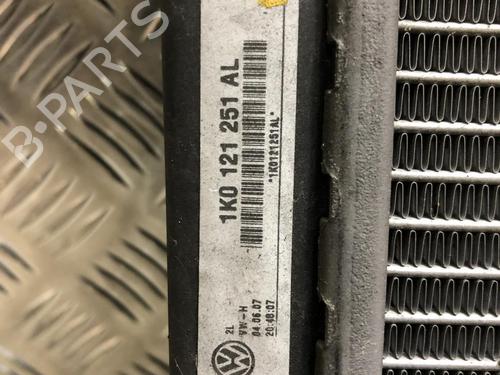 B-PARTS
1K0 121 251 AL
*1K0121251AL*
2L
VW-H
04.06.07
20:48:07